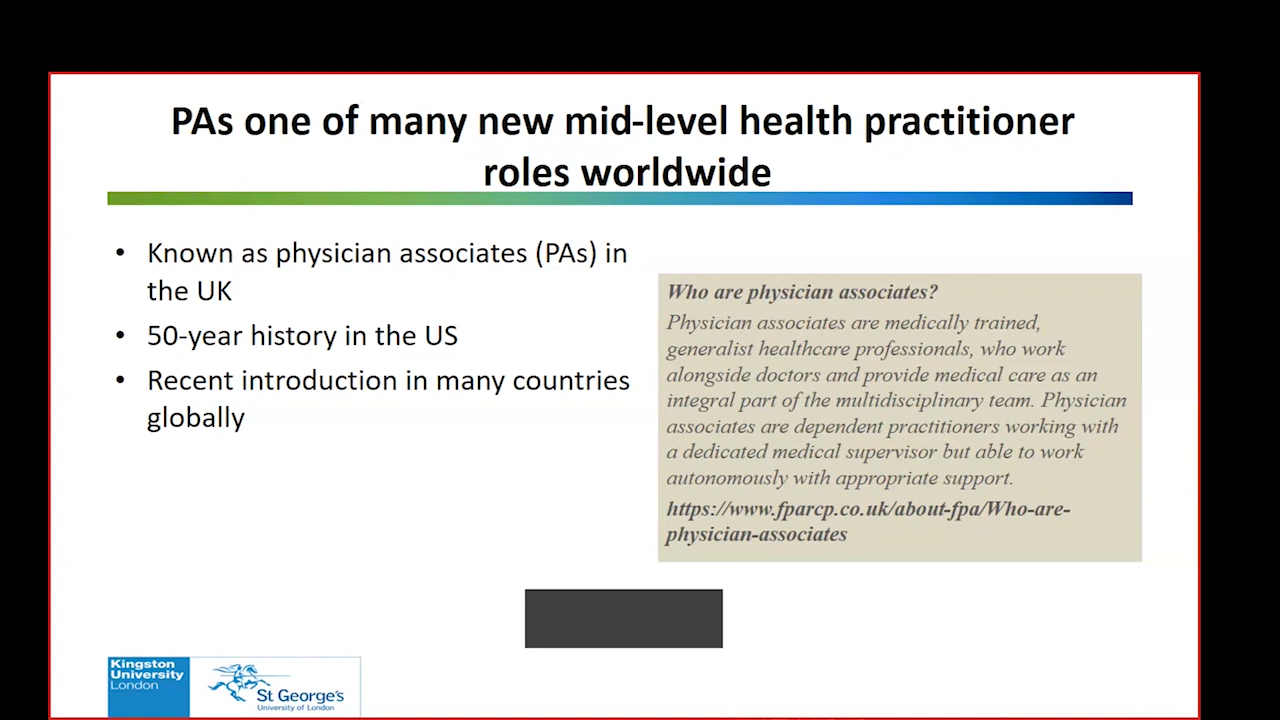 PAs one of many new mid-level health practitioner
roles worldwide
• Known as physician associates (PAs) in
the UK
• 50-year history in the US
• Recent introduction in many countries
globally
Who are physician associates?
Physician associates are medically trained,
generalist healthcare professionals, who work
alongside doctors and provide medical care as an
integral part of the multidisciplinary team. Physician
associates are dependent practitioners working with
a dedicated medical supervisor but able to work
autonomously with appropriate support.
https://www.fparcp.co.uk/about-fpa/Who-are-
physician-associates
Kingston
University
London
St George's
University of London